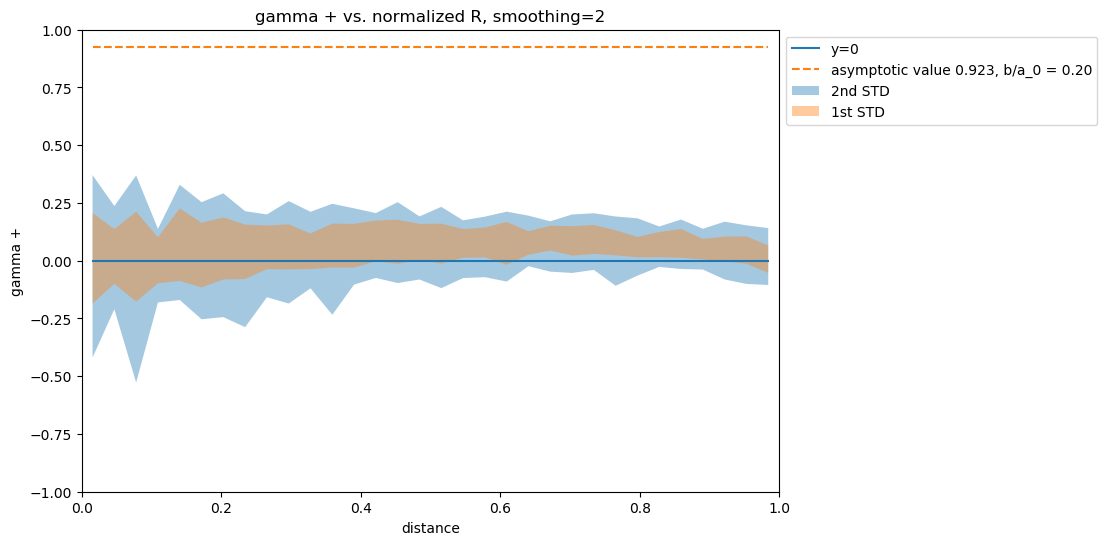 gamma + vs. normalized R, smoothing=2
y=0
asymptotic value 0.923, b/a_0 = 0.20
2nd STD
1st STD
gamma +
1.00
0.75
0.50
0.25
0.00
−0.25
−0.50
−0.75
−1.00
0.0 0.2 0.4 0.6 0.8 1.0
distance